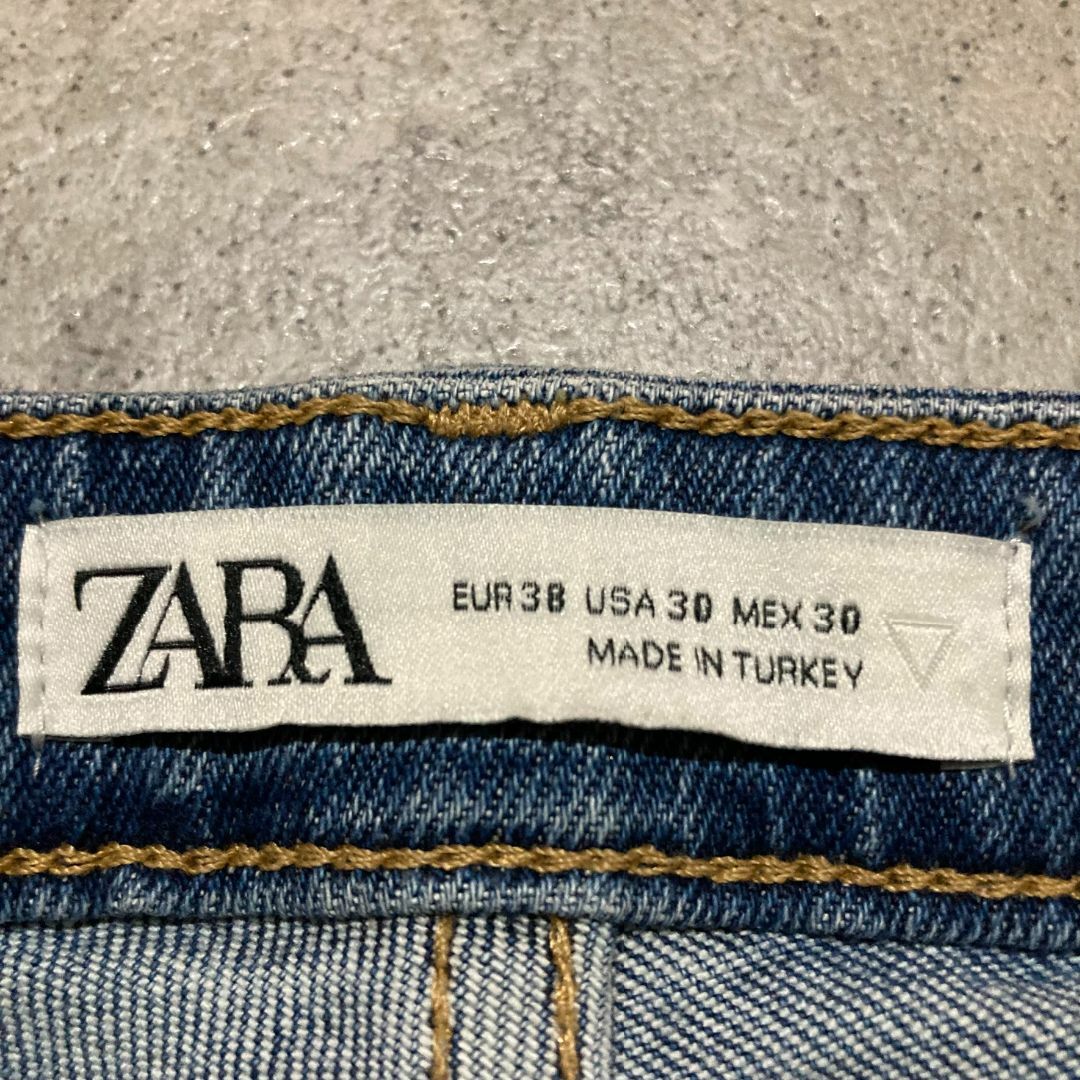 ZARA
EUR 38 USA 30 MEX 30
MADE IN TURKEY